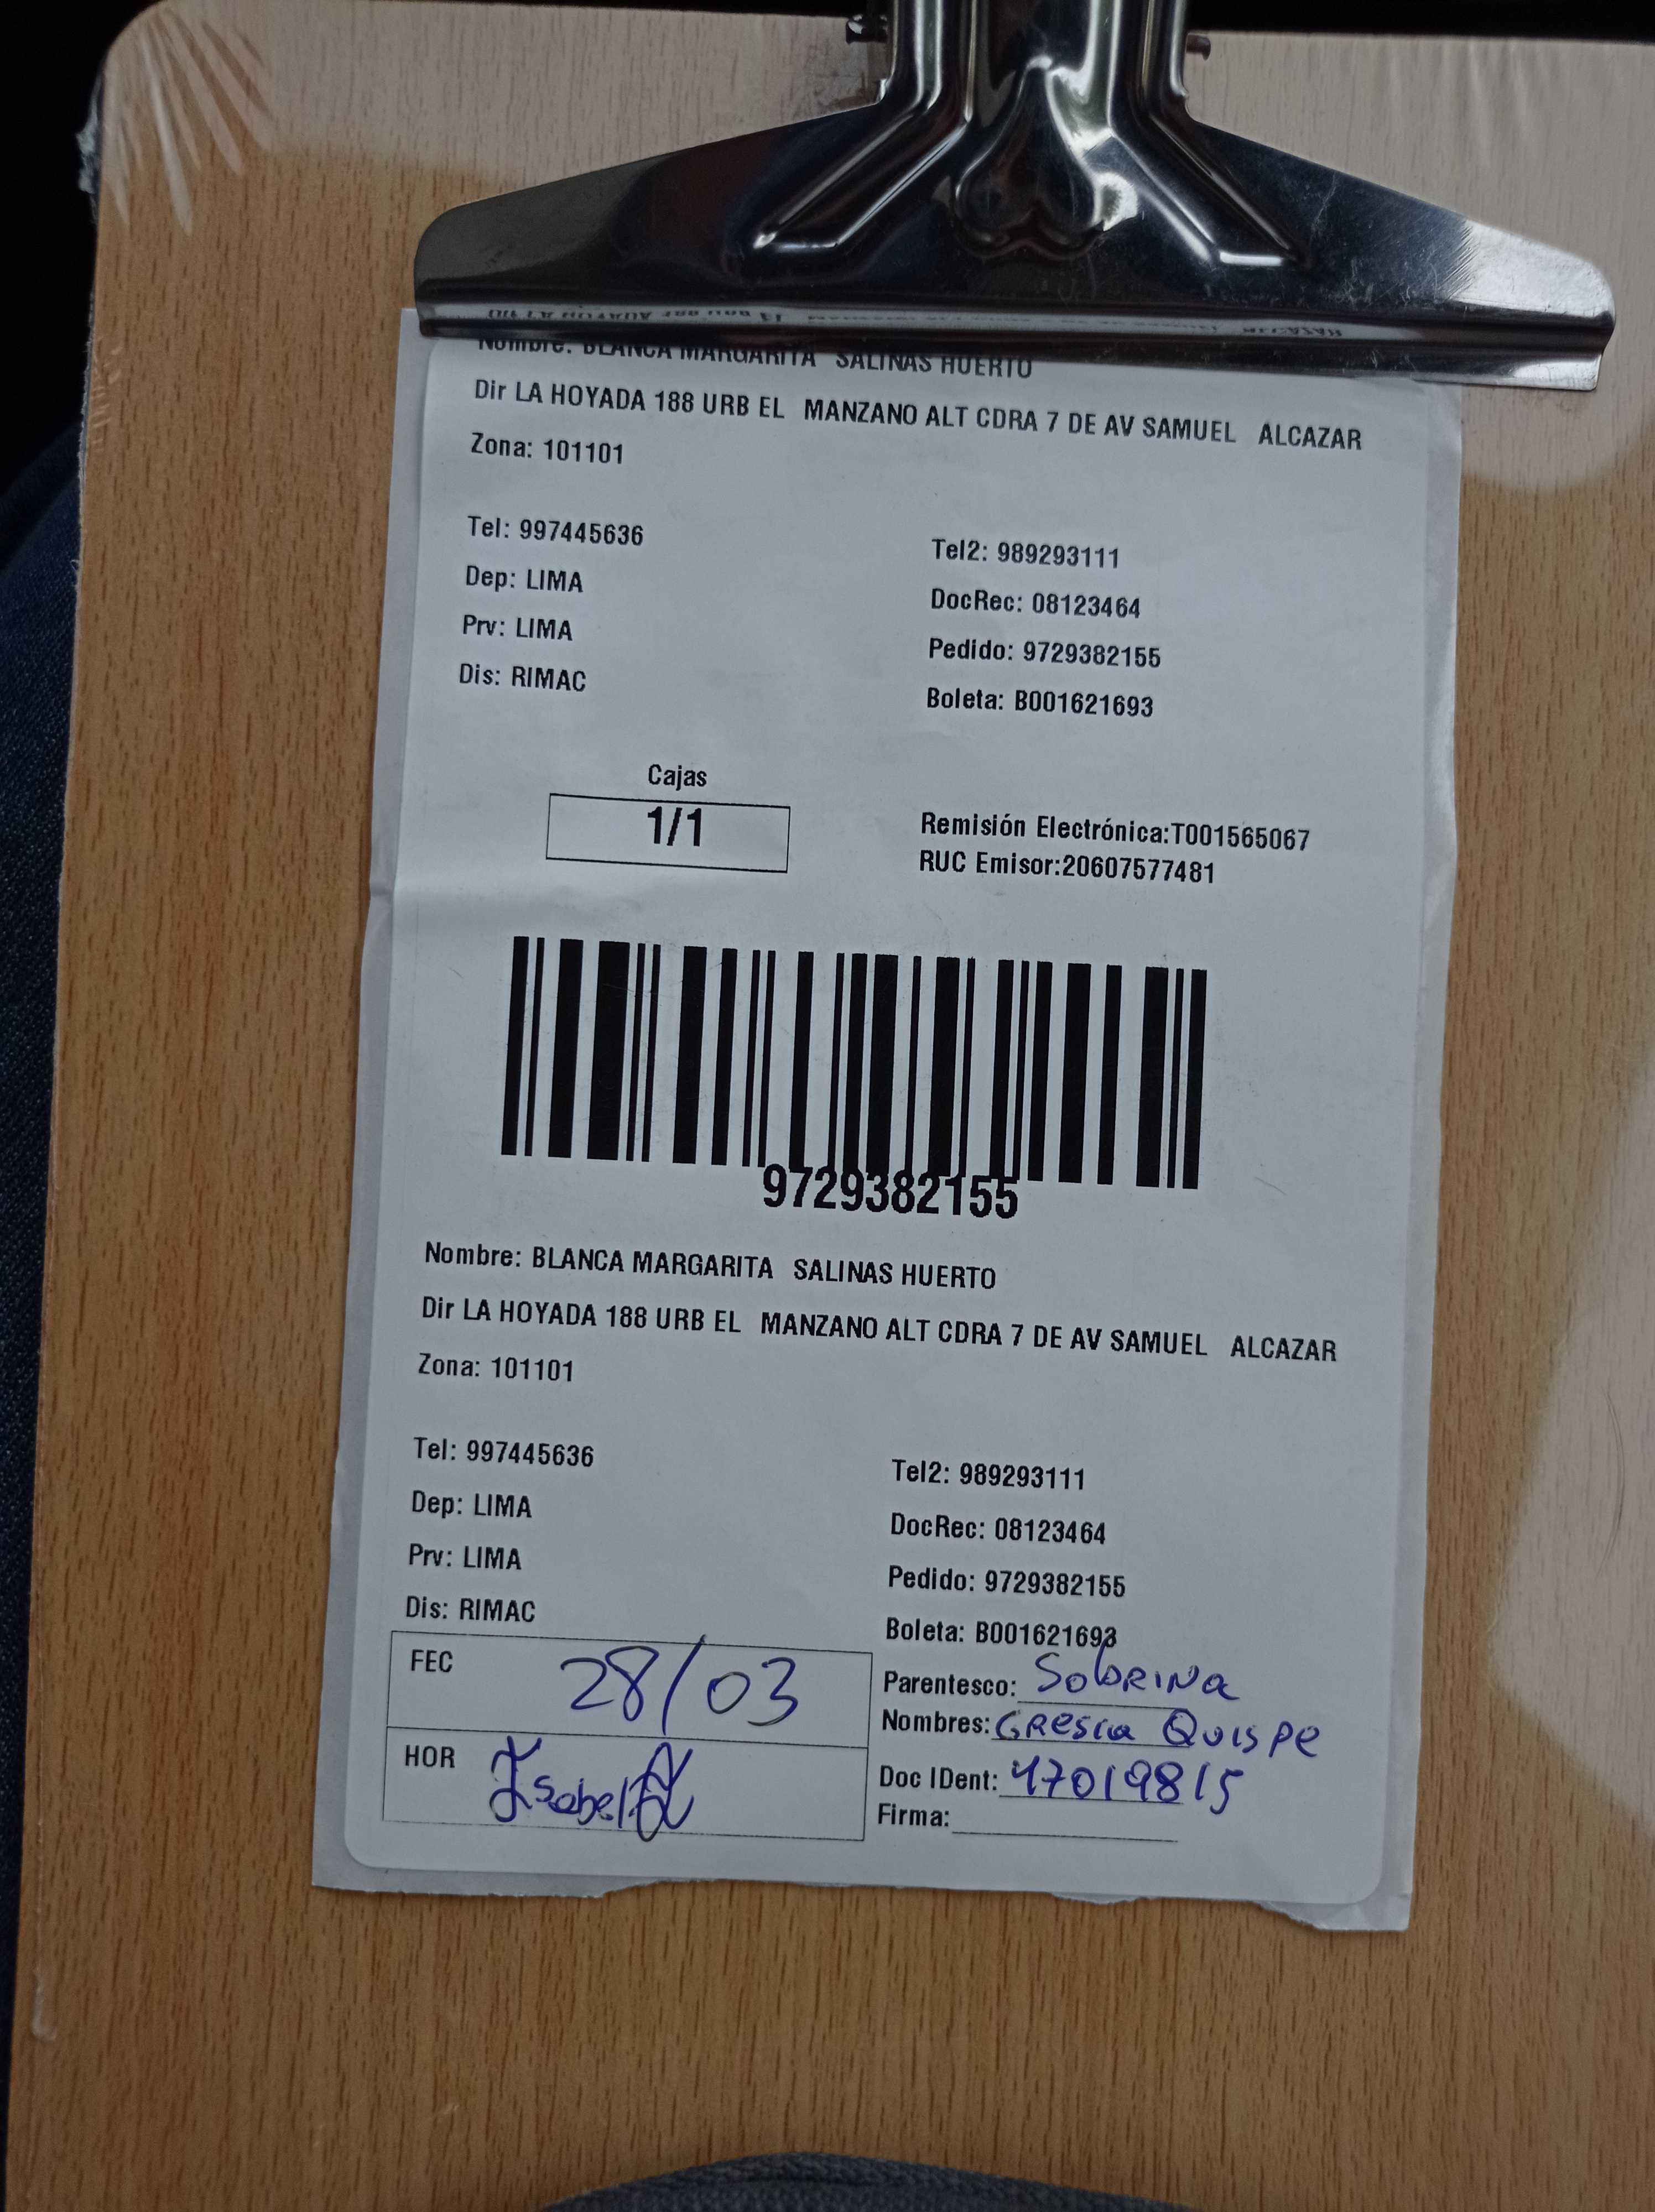 Nombre: BLANCA MARGARITA SALINAS HUERTO
Dir LA HOYADA 188 URB EL MANZANO ALT CDRA 7 DE AV SAMUEL ALCAZAR
Zona: 101101
Tel: 997445636
Tel2: 989293111
Dep: LIMA
DocRec: 08123464
Prv: LIMA
Pedido: 9729382155
Dis: RIMAC
Boleta: B001621693
Cajas
1/1
Remisión Electrónica:T001565067
RUC Emisor:20607577481
9729382155
Nombre: BLANCA MARGARITA SALINAS HUERTO
Dir LA HOYADA 188 URB EL MANZANO ALT CDRA 7 DE AV SAMUEL ALCAZAR
Zona: 101101
Tel: 997445636
Tel2: 989293111
Dep: LIMA
DocRec: 08123464
Prv: LIMA
Pedido: 9729382155
Dis: RIMAC
Boleta: B001621693
FEC 28/03
Parentesco: Sobrina
Nombres: Grescia Quispe
HOR Isabel
Doc IDent: 47019815
Firma: